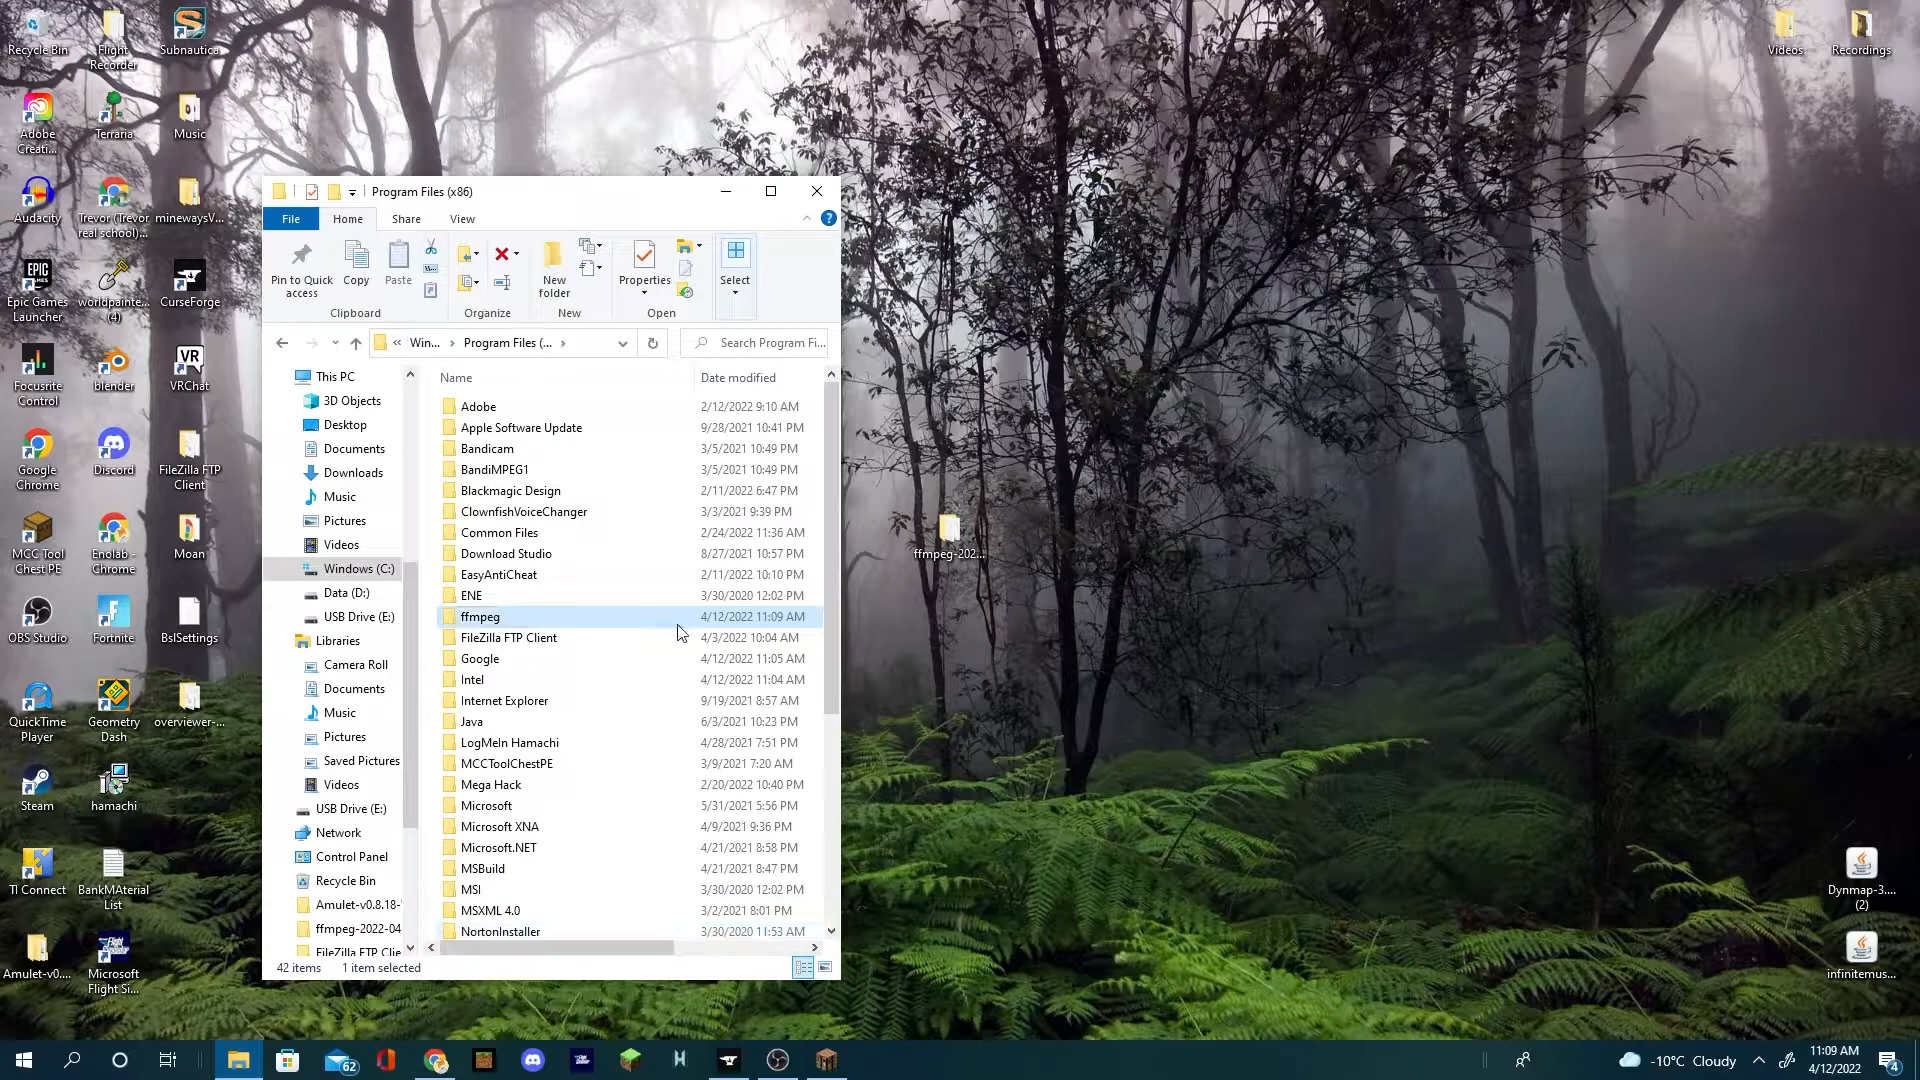 Recycle Bin
Flight
Recorder
Subnautica
Adobe
Creati...
Terraria
Music
Audacity
Trevor (Trevor
real school)...
minewaysV...
Epic Games
Launcher
worldpainte...
(4)
CurseForge
Focusrite
Control
blender
VRChat
Google
Chrome
Discord
FileZilla FTP
Client
MCC Tool
Chest PE
Enolab -
Chrome
Moan
OBS Studio
Fortnite
BslSettings
QuickTime
Player
Geometry
Dash
overviewer-...
Steam
hamachi
TI Connect
BankMAterial
List
Amulet-v0....
Microsoft
Flight Si...
Videos
Recordings
ffmpeg-202...
Dynmap-3....
(2)
infinitemus...
Program Files (x86)
File
Home
Share
View
Pin to Quick
access
Copy
Paste
New
folder
Properties
Select
Clipboard
Organize
New
Open
Win...
Program Files (...
Search Program Fi...
This PC
3D Objects
Desktop
Documents
Downloads
Music
Pictures
Videos
Windows (C:)
Data (D:)
USB Drive (E:)
Libraries
Camera Roll
Documents
Music
Pictures
Saved Pictures
Videos
USB Drive (E:)
Network
Control Panel
Recycle Bin
Amulet-v0.8.18-
ffmpeg-2022-04
FileZilla FTP Clie
Name Date modified
Adobe 2/12/2022 9:10 AM
Apple Software Update 9/28/2021 10:41 PM
Bandicam 3/5/2021 10:49 PM
BandiMPEG1 3/5/2021 10:49 PM
Blackmagic Design 2/11/2022 6:47 PM
ClownfishVoiceChanger 3/3/2021 9:39 PM
Common Files 2/24/2022 11:36 AM
Download Studio 8/27/2021 10:57 PM
EasyAntiCheat 2/11/2022 10:10 PM
ENE 3/30/2020 12:02 PM
ffmpeg 4/12/2022 11:09 AM
FileZilla FTP Client 4/3/2022 10:04 AM
Google 4/12/2022 11:05 AM
Intel 4/12/2022 11:04 AM
Internet Explorer 9/19/2021 8:57 AM
Java 6/3/2021 10:23 PM
LogMeIn Hamachi 4/28/2021 7:51 PM
MCCToolChestPE 3/9/2021 7:20 AM
Mega Hack 2/20/2022 10:40 PM
Microsoft 5/31/2021 5:56 PM
Microsoft XNA 4/9/2021 9:36 PM
Microsoft.NET 4/21/2021 8:58 PM
MSBuild 4/21/2021 8:47 PM
MSI 3/30/2020 12:02 PM
MSXML 4.0 3/2/2021 8:01 PM
NortonInstaller 3/30/2020 11:53 AM
42 items 1 item selected
62
-10°C Cloudy
11:09 AM
4/12/2022
4